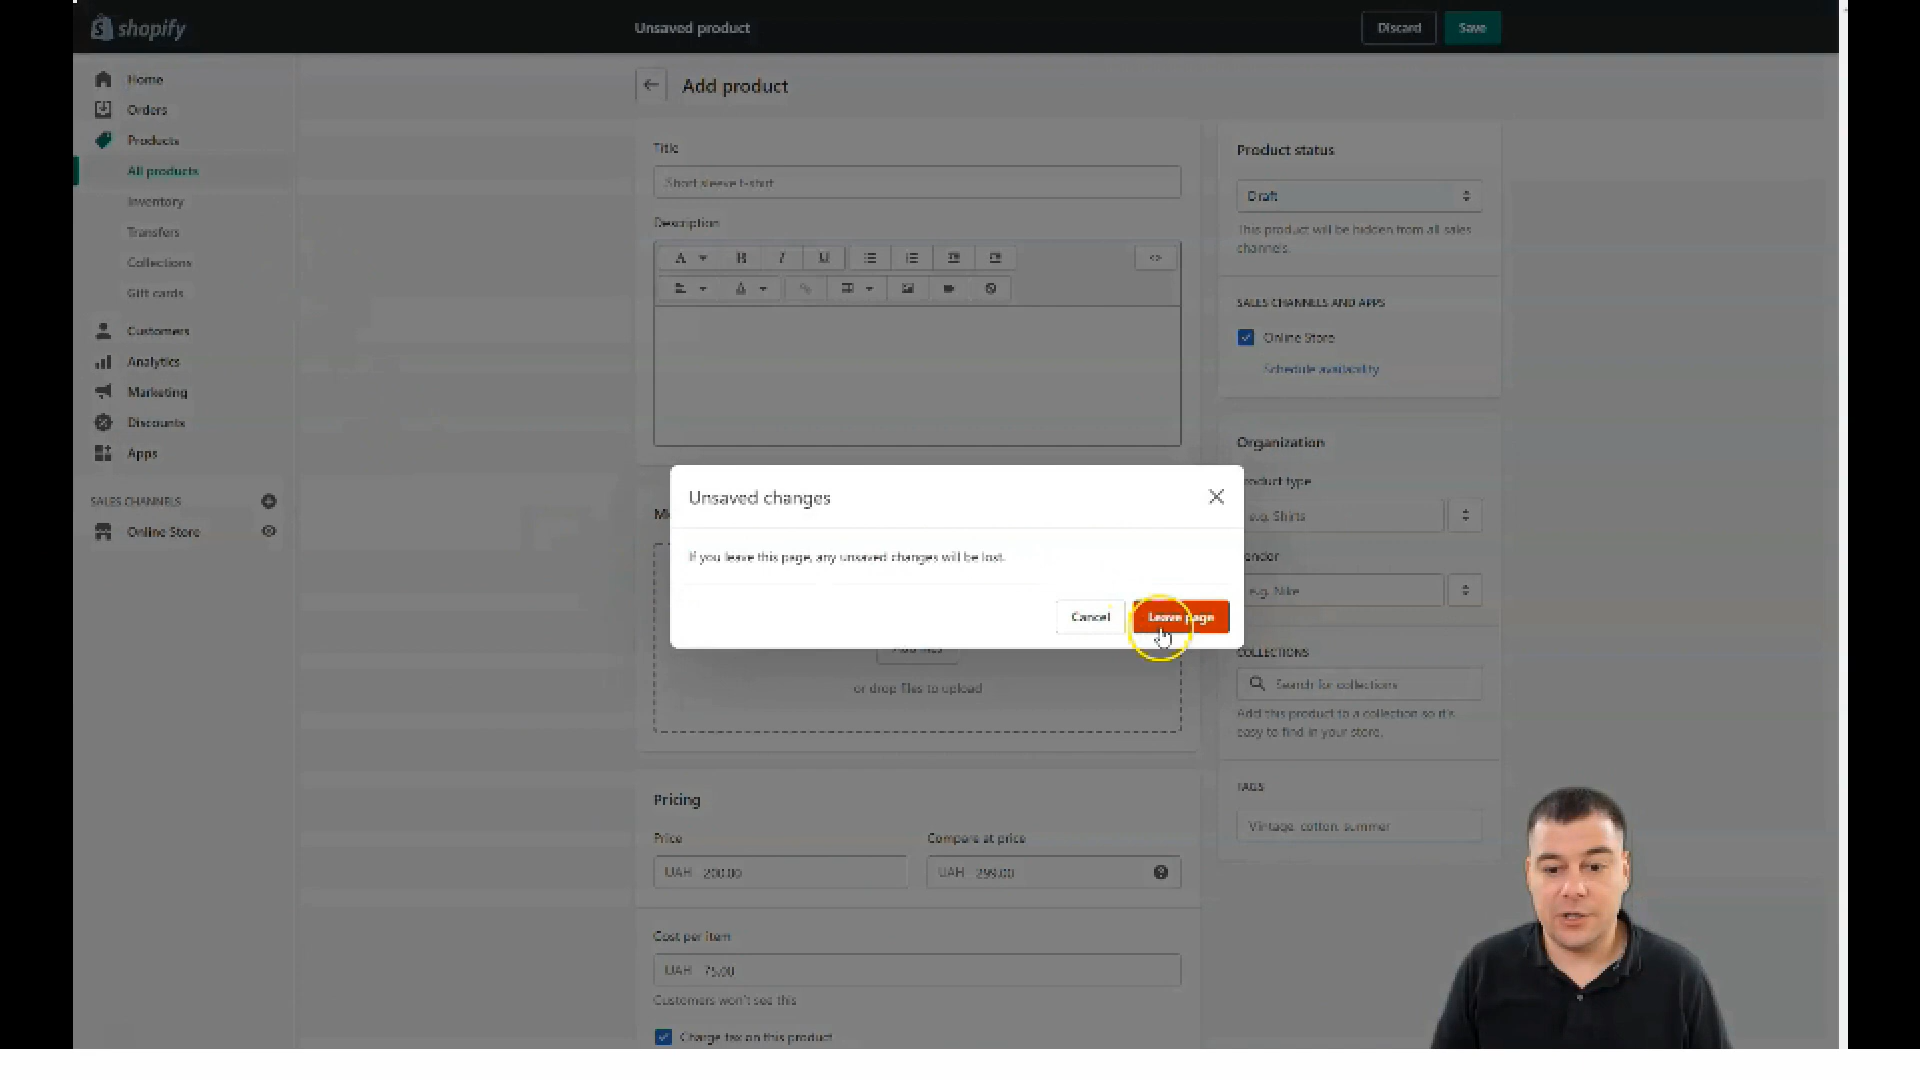 shopify
Unsaved product
Discard
Save
Home
Orders
Products
All products
Inventory
Transfers
Collections
Gift cards
Customers
Analytics
Marketing
Discounts
Apps
SALES CHANNELS
Online Store
Add product
Title
Short sleeve t-shirt
Description
A
B
I
U
<>
A
Unsaved changes
If you leave this page, any unsaved changes will be lost.
Cancel
Leave page
or drop files to upload
Pricing
Price
Compare at price
UAH 200.00
UAH 299.00
Cost per item
UAH 75.00
Customers won't see this
Charge tax on this product
Product status
Draft
This product will be hidden from all sales
channels.
SALES CHANNELS AND APPS
Online Store
Schedule availability
Organization
roduct type
e.g. Shirts
endor
e.g. Nike
COLLECTIONS
Search for collections
Add this product to a collection so it's
easy to find in your store.
TAGS
Vintage, cotton, summer